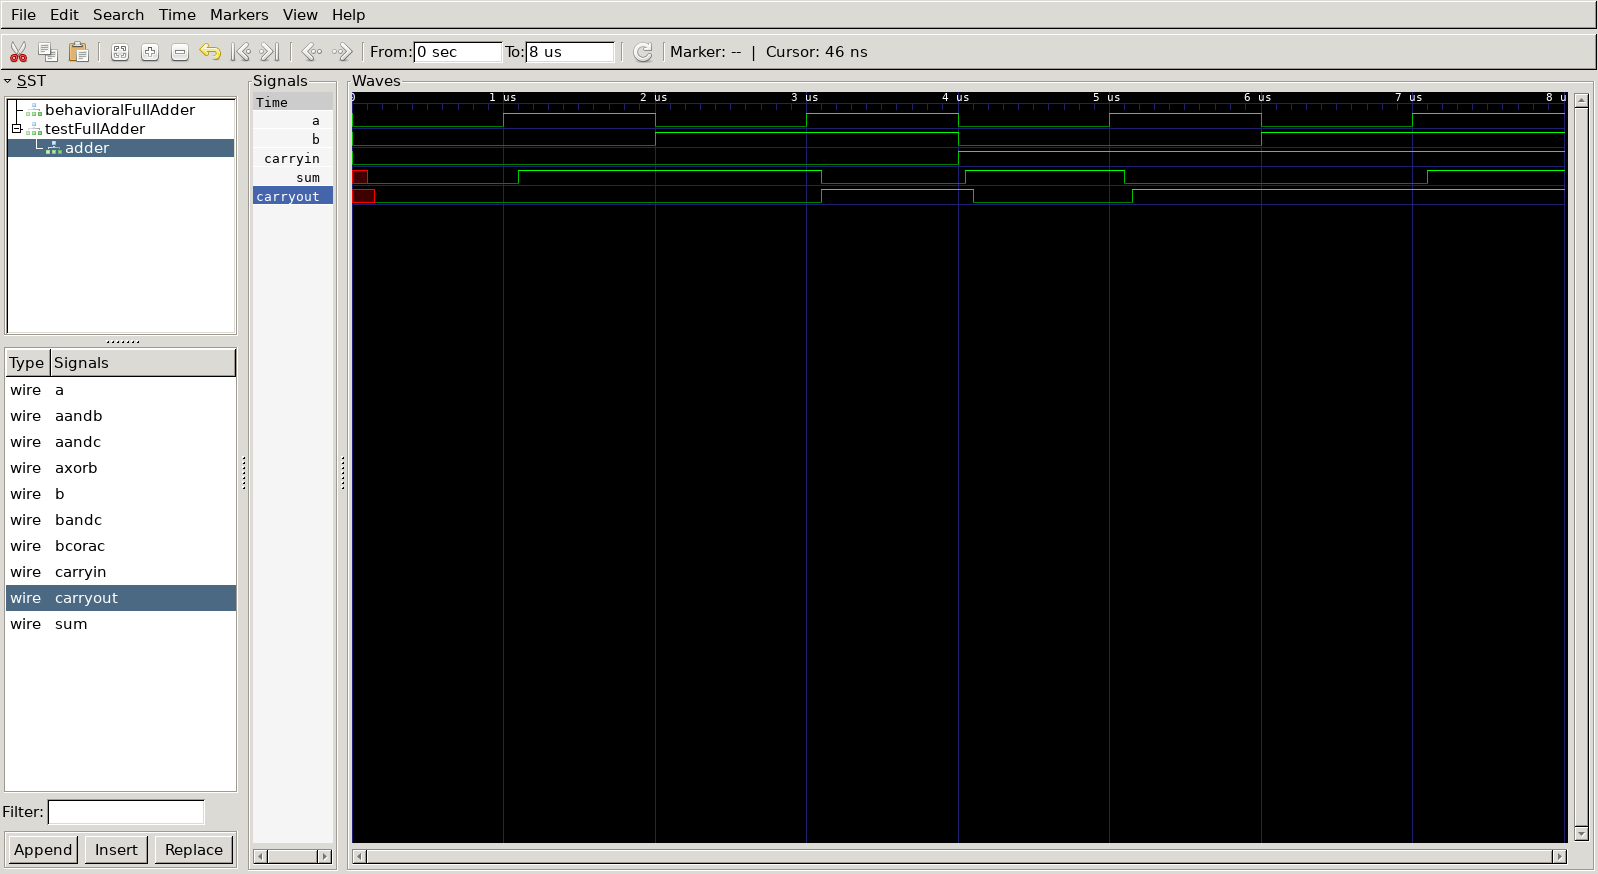 File Edit Search Time Markers View Help
From: 0 sec To: 8 us Marker: -- | Cursor: 46 ns
SST
behavioralFullAdder
testFullAdder
adder
Type Signals
wire a
wire aandb
wire aandc
wire axorb
wire b
wire bandc
wire bcorac
wire carryin
wire carryout
wire sum
Filter:
Append Insert Replace
Signals
Time
a
b
carryin
sum
carryout
Waves
0 1 us 2 us 3 us 4 us 5 us 6 us 7 us 8 u